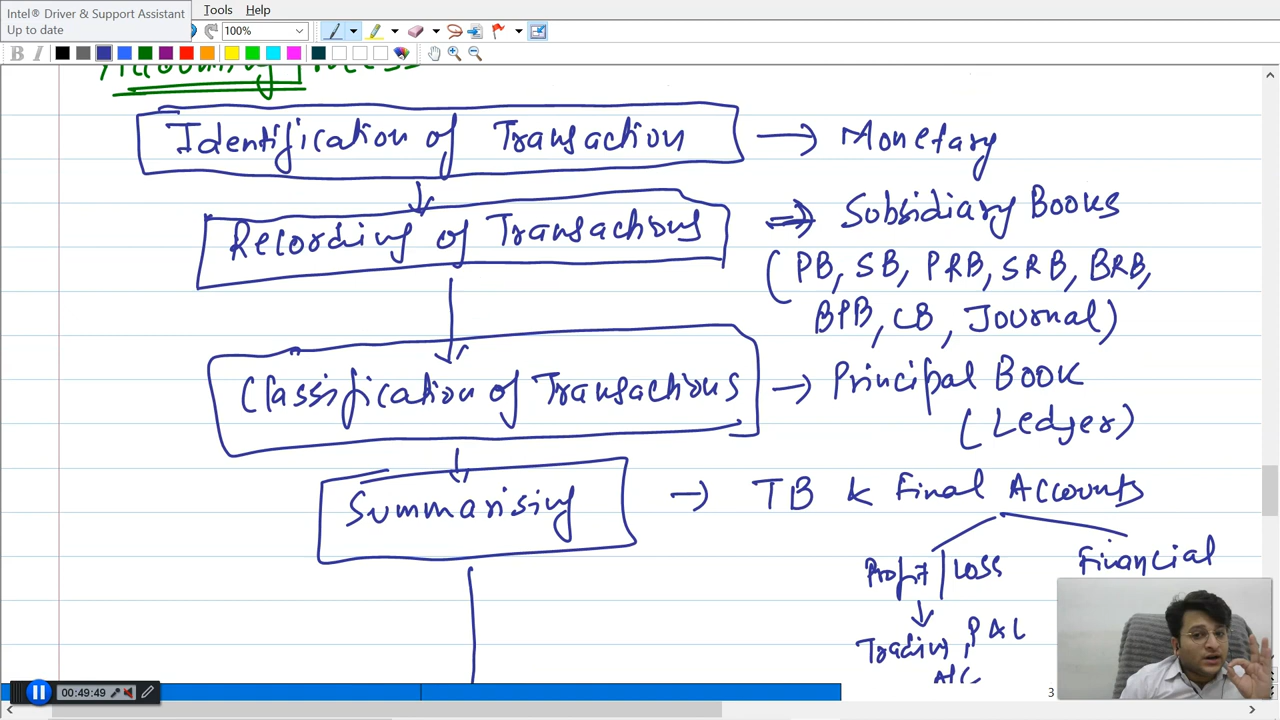 Intel® Driver & Support Assistant
Up to date
Tools Help
100%
B I
Accounting Process
Identification of Transaction → Monetary
Recording of Transactions ⇒ Subsidiary Books
(PB, SB, PRB, SRB, BRB,
BPB, CB, Journal)
Classification of Transactions → Principal Book
(Ledger)
Summarising → TB & Final Accounts
Profit/Loss Financial
Trading, P&L
A/C
00:49:49
3